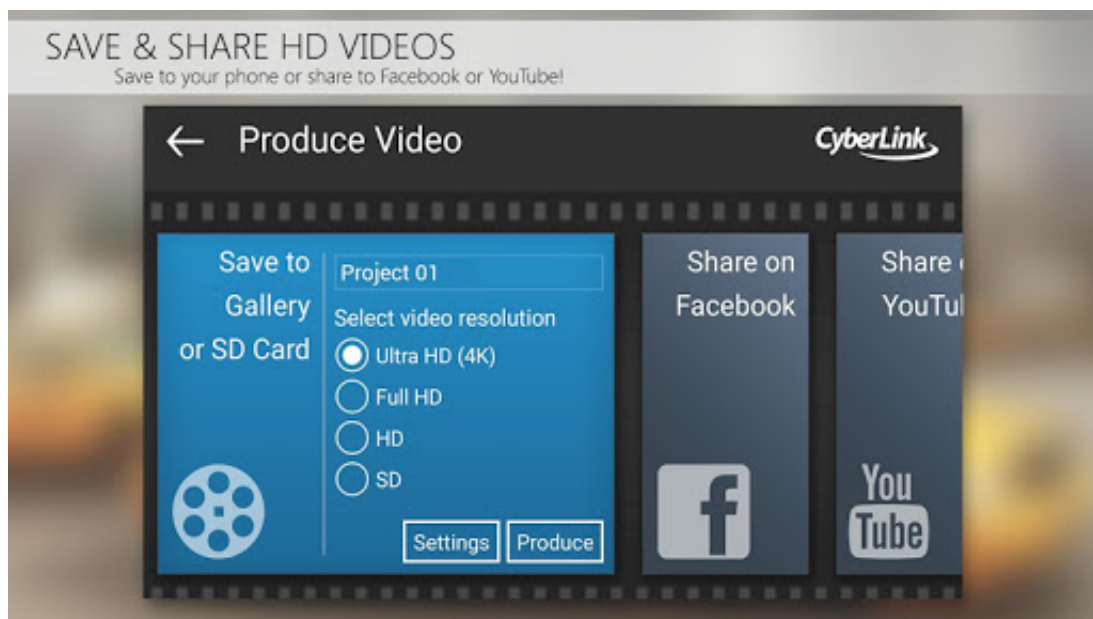 SAVE & SHARE HD VIDEOS
Save to your phone or share to Facebook or YouTube!
Produce Video
CyberLink
Save to
Gallery
or SD Card
Project 01
Select video resolution
Ultra HD (4K)
Full HD
HD
SD
Settings
Produce
Share on
Facebook
f
Share
YouTu
You
Tube